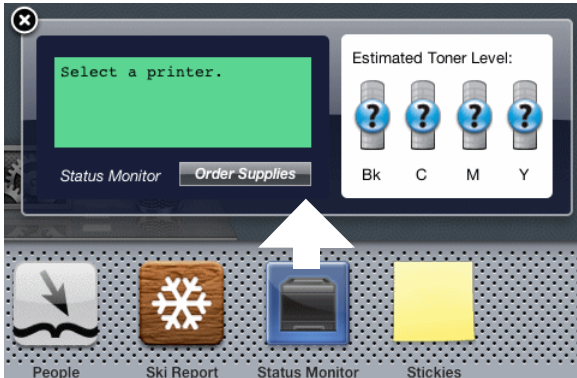 Select a printer.
Status Monitor
Order Supplies
Estimated Toner Level:
? ? ? ?
Bk C M Y
People Ski Report Status Monitor Stickies